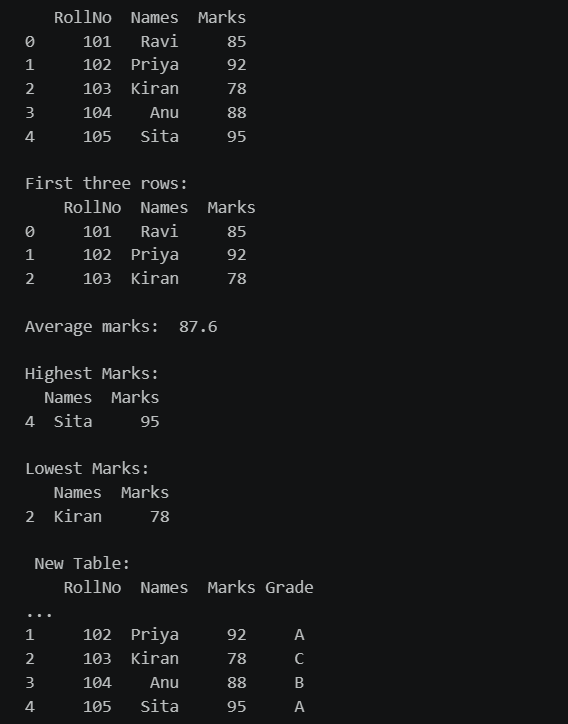 RollNo Names Marks
0 101 Ravi 85
1 102 Priya 92
2 103 Kiran 78
3 104 Anu 88
4 105 Sita 95
First three rows:
RollNo Names Marks
0 101 Ravi 85
1 102 Priya 92
2 103 Kiran 78
Average marks: 87.6
Highest Marks:
Names Marks
4 Sita 95
Lowest Marks:
Names Marks
2 Kiran 78
New Table:
RollNo Names Marks Grade
...
1 102 Priya 92 A
2 103 Kiran 78 C
3 104 Anu 88 B
4 105 Sita 95 A